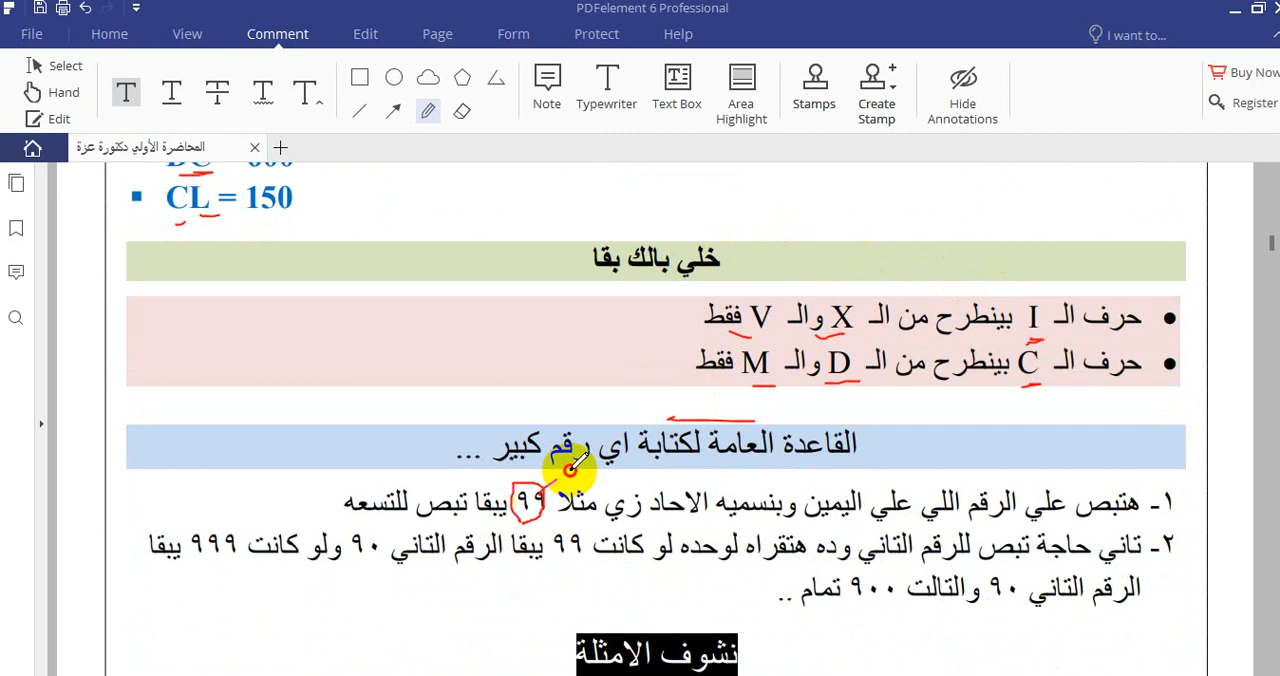 PDFelement 6 Professional
File Home View Comment Edit Page Form Protect Help I want to...
Select
Hand
Edit
Note Typewriter Text Box Area Highlight Stamps Create Stamp Hide Annotations
Buy Now
Register
المحاضرة الأولي دكتورة عزة
CL = 150
خلي بالك بقا
حرف الـ I بينطرح من الـ X والـ V فقط
حرف الـ C بينطرح من الـ D والـ M فقط
القاعدة العامة لكتابة اي رقم كبير ...
١- هتبص علي الرقم اللي علي اليمين وبنسميه الاحاد زي مثلا ٩٩ يبقا تبص للتسعه
٢- تاني حاجة تبص للرقم التاني وده هتقراه لوحده لو كانت ٩٩ يبقا الرقم التاني ٩٠ ولو كانت ٩٩٩ يبقا
الرقم التاني ٩٠ والتالت ٩٠٠ تمام ..
نشوف الامثلة